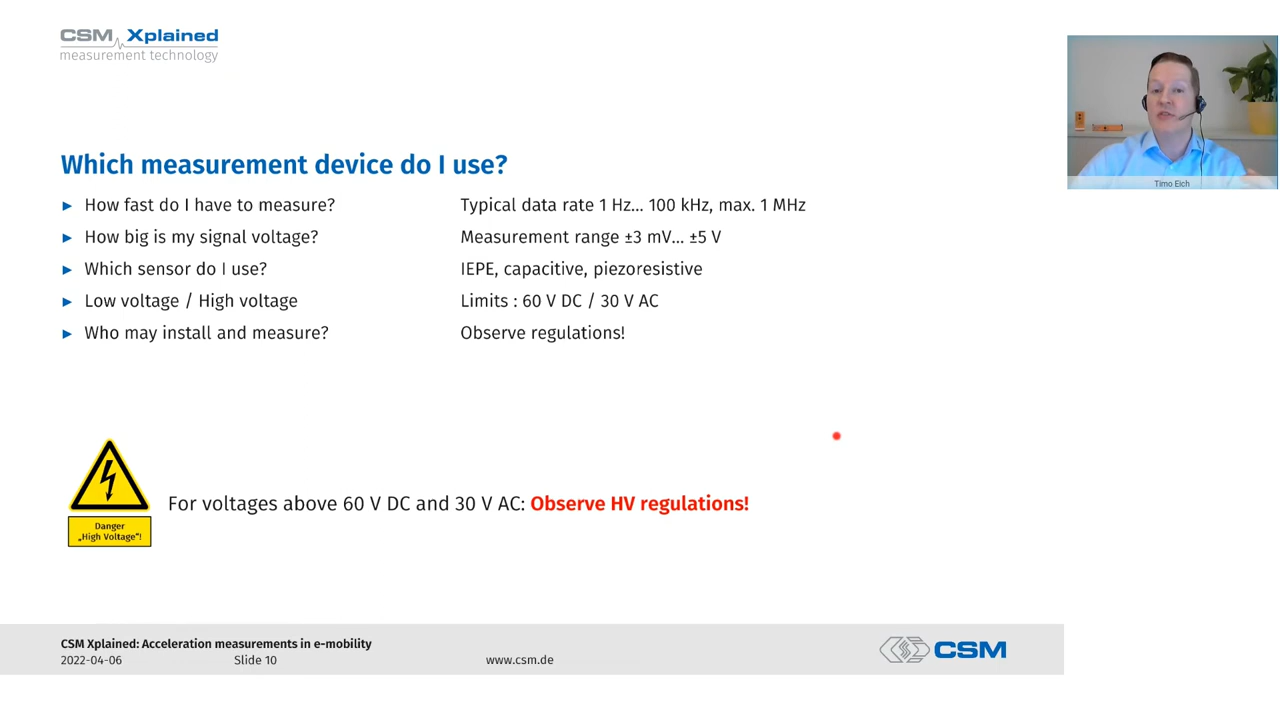 CSM Xplained
measurement technology
Timo Eich
Which measurement device do I use?
► How fast do I have to measure? Typical data rate 1 Hz... 100 kHz, max. 1 MHz
► How big is my signal voltage? Measurement range ±3 mV... ±5 V
► Which sensor do I use? IEPE, capacitive, piezoresistive
► Low voltage / High voltage Limits : 60 V DC / 30 V AC
► Who may install and measure? Observe regulations!
For voltages above 60 V DC and 30 V AC: Observe HV regulations!
Danger
„High Voltage“!
CSM Xplained: Acceleration measurements in e-mobility
2022-04-06 Slide 10 www.csm.de
CSM